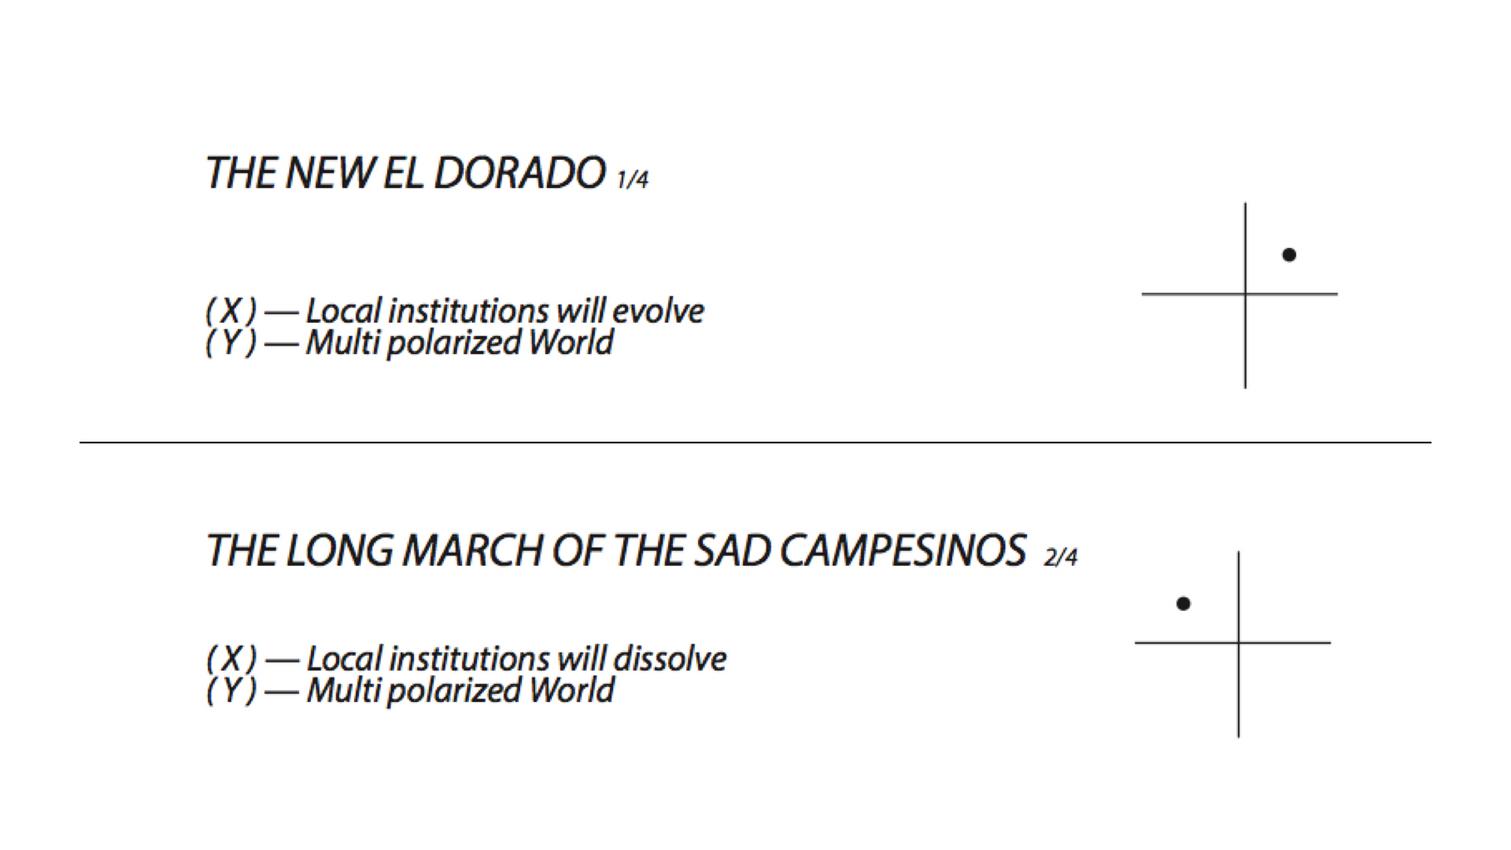 THE NEW EL DORADO 1/4
( X ) — Local institutions will evolve
( Y ) — Multi polarized World
THE LONG MARCH OF THE SAD CAMPESINOS 2/4
( X ) — Local institutions will dissolve
( Y ) — Multi polarized World